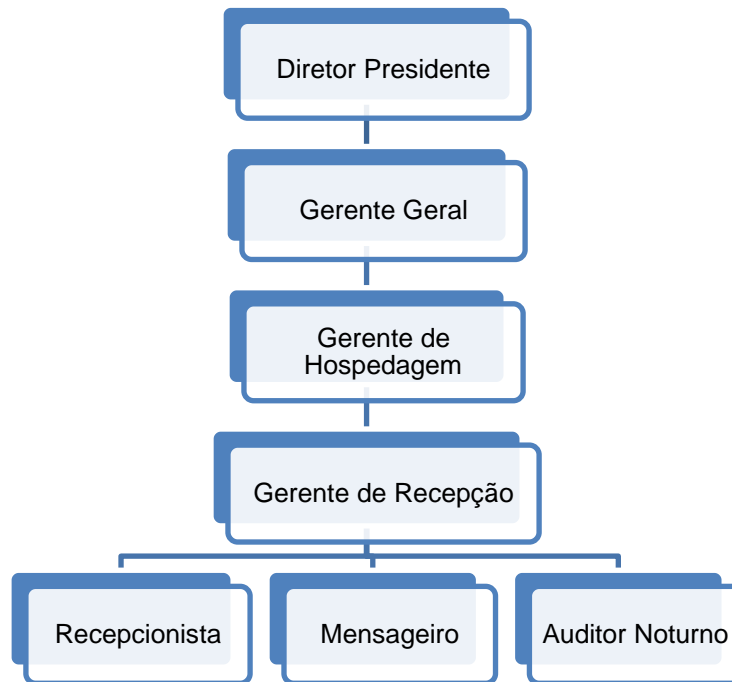 Diretor Presidente
Gerente Geral
Gerente de
Hospedagem
Gerente de Recepção
Recepcionista
Mensageiro
Auditor Noturno